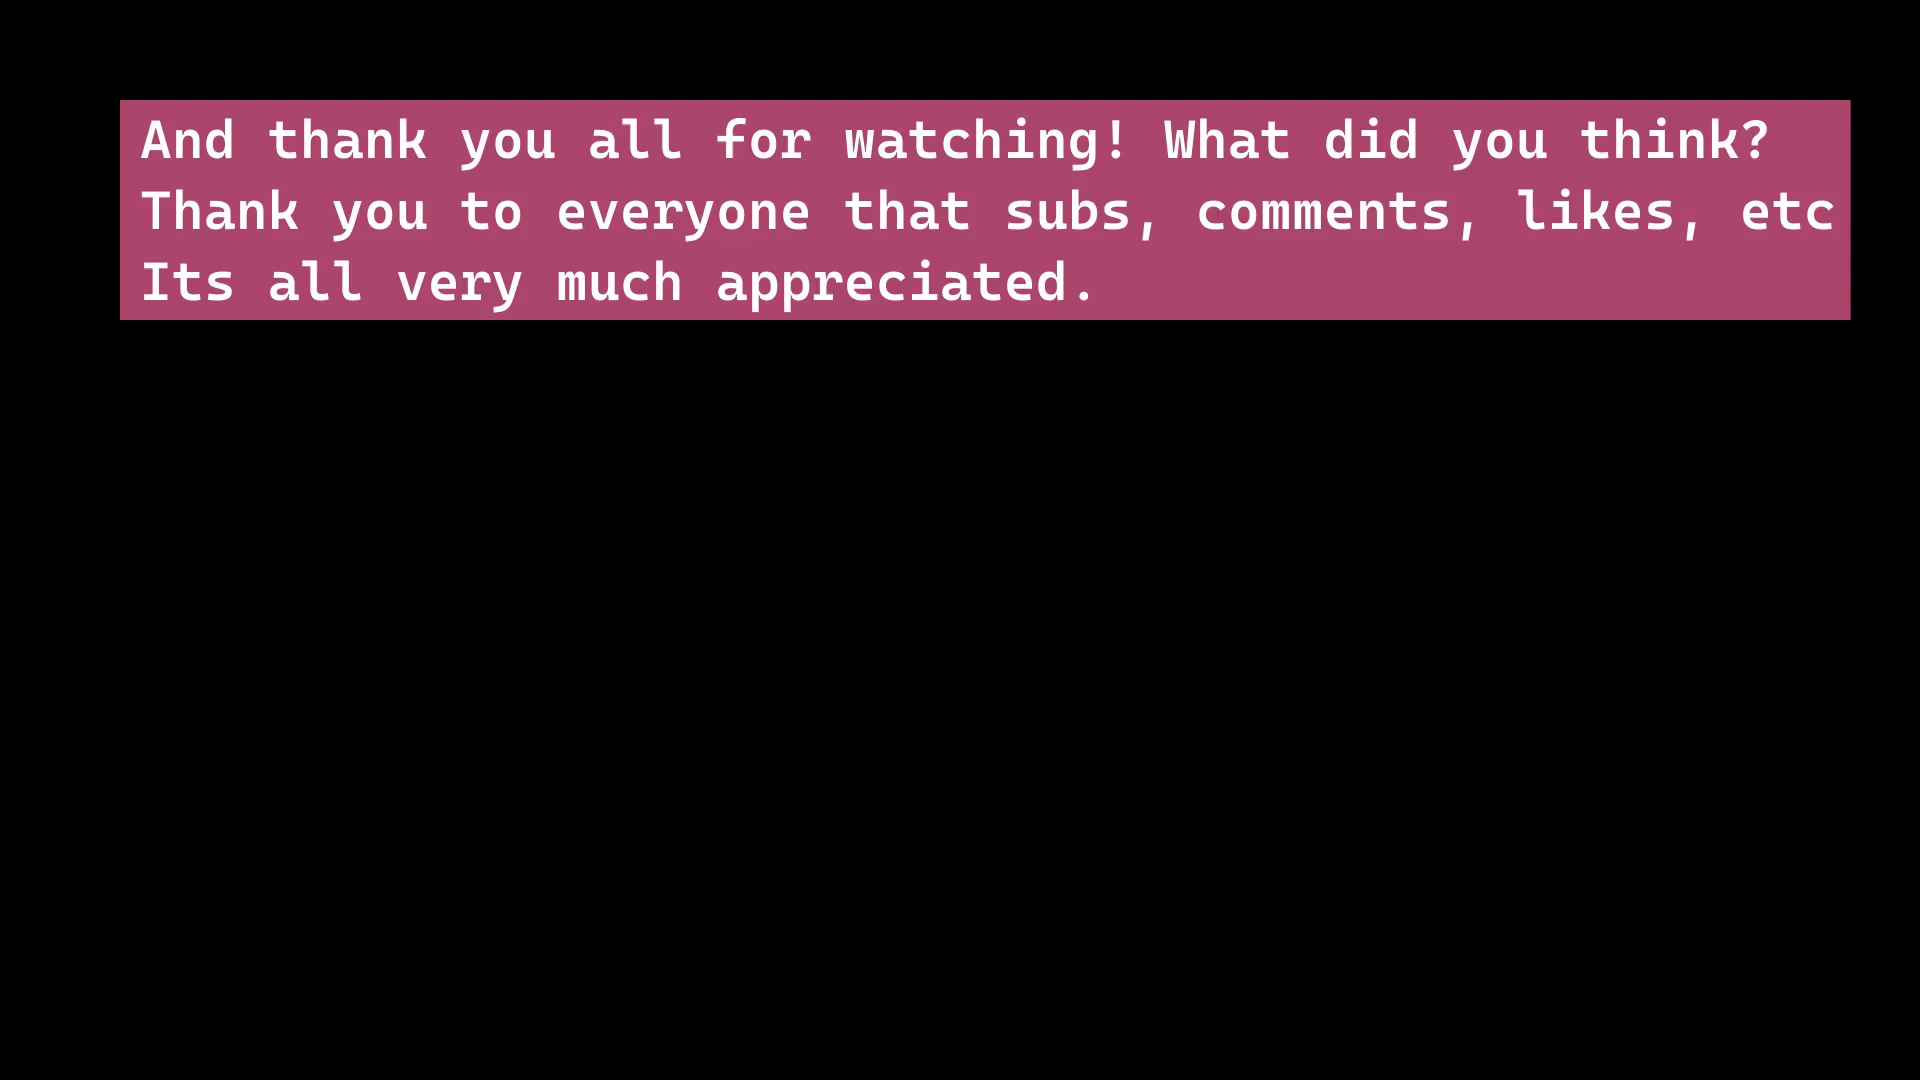 And thank you all for watching! What did you think?
Thank you to everyone that subs, comments, likes, etc
Its all very much appreciated.